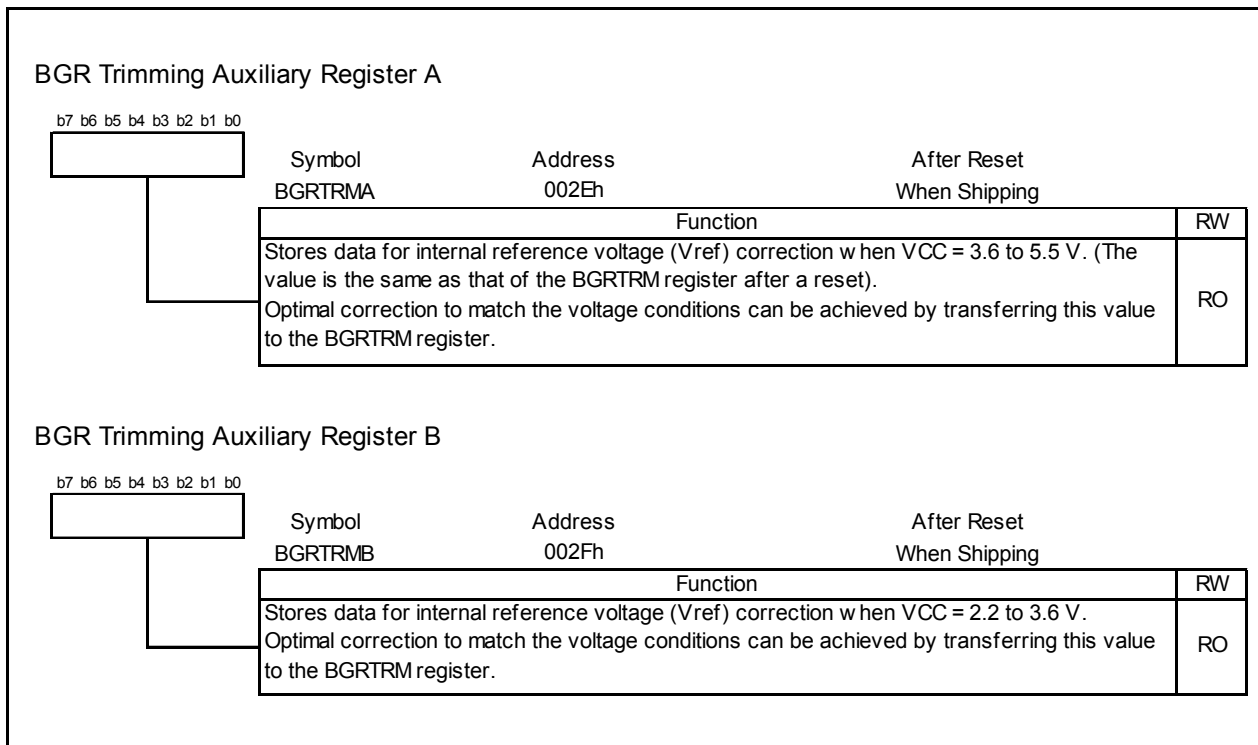 BGR Trimming Auxiliary Register A
b7 b6 b5 b4 b3 b2 b1 b0
Symbol Address After Reset
BGRTRMA 002Eh When Shipping
Function RW
Stores data for internal reference voltage (Vref) correction when VCC = 3.6 to 5.5 V. (The
value is the same as that of the BGRTRM register after a reset).
Optimal correction to match the voltage conditions can be achieved by transferring this value
to the BGRTRM register.
RO
BGR Trimming Auxiliary Register B
b7 b6 b5 b4 b3 b2 b1 b0
Symbol Address After Reset
BGRTRMB 002Fh When Shipping
Function RW
Stores data for internal reference voltage (Vref) correction when VCC = 2.2 to 3.6 V.
Optimal correction to match the voltage conditions can be achieved by transferring this value
to the BGRTRM register.
RO